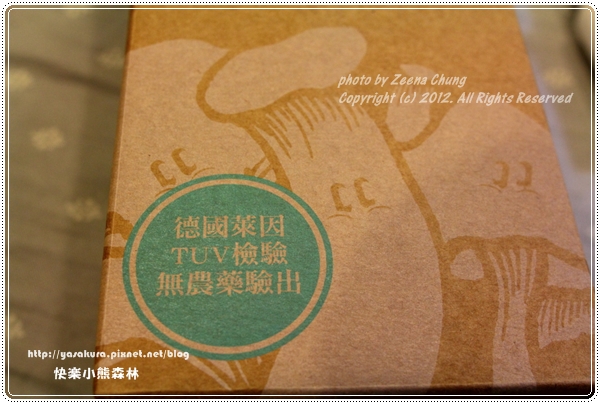 photo by Zeena Chung
Copyright (c) 2012. All Rights Reserved
德國萊因
TUV檢驗
無農藥驗出
http://yasakura.pixnet.net/blog
快樂小熊森林